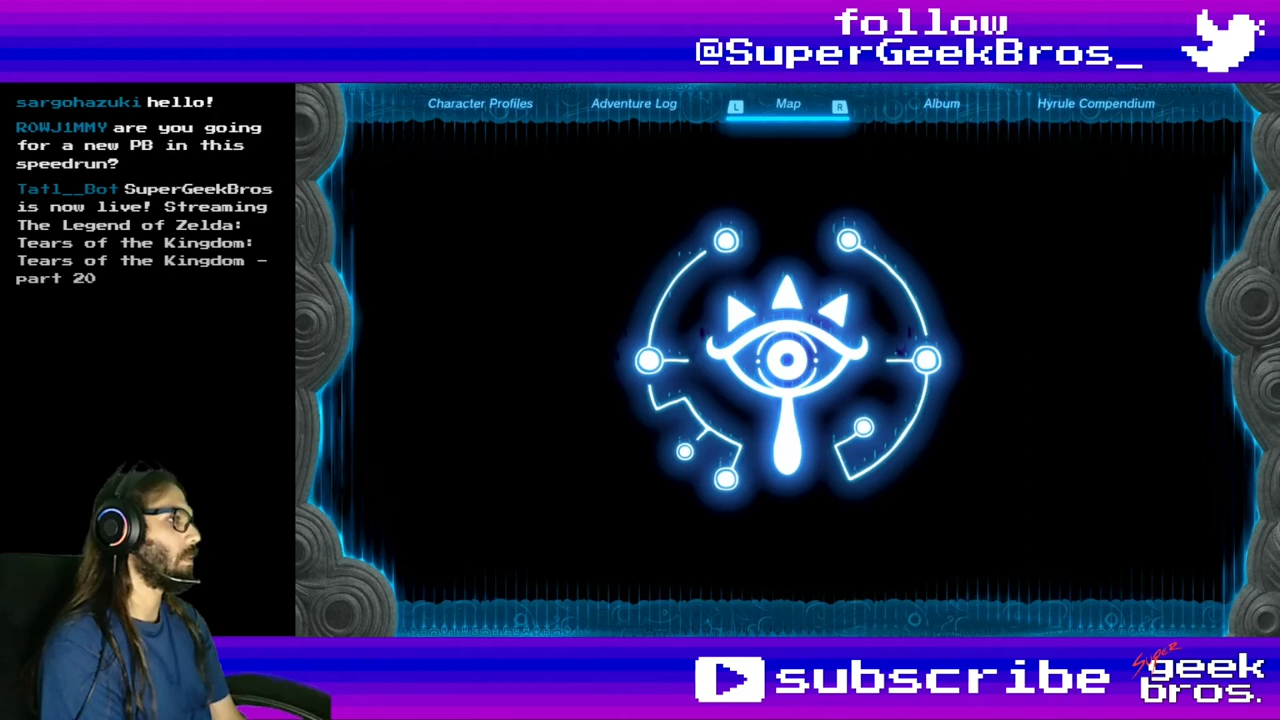 follow
@SuperGeekBros_
sargohazuki hello!
R0WJ1MMY are you going
for a new PB in this
speedrun?
Tatl__Bot SuperGeekBros
is now live! Streaming
The Legend of Zelda:
Tears of the Kingdom:
Tears of the Kingdom -
part 20
Character Profiles
Adventure Log
L Map R
Album
Hyrule Compendium
subscribe
SUPER
geek
bros.